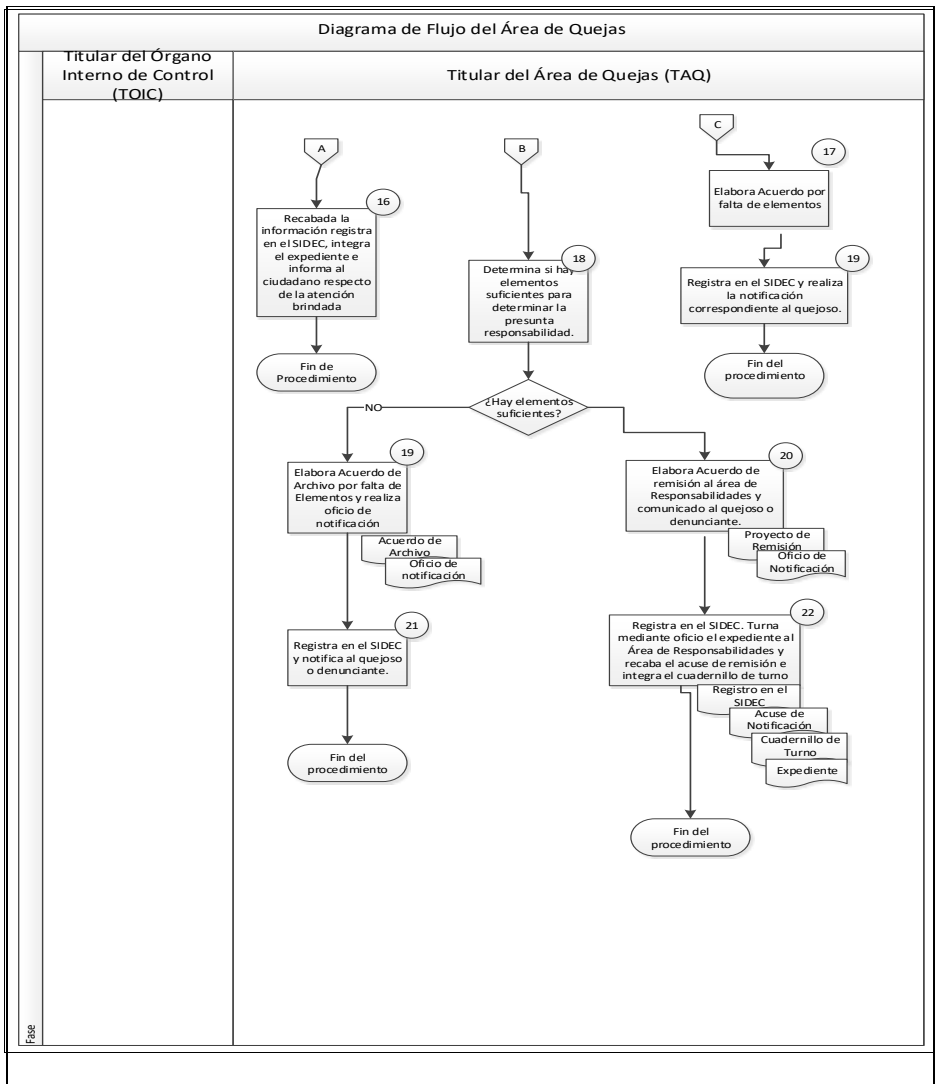 Diagrama de Flujo del Área de Quejas
Titular del Órgano
Interno de Control
(TOIC)
Titular del Área de Quejas (TAQ)
A
16
Recabada la
información registra
en el SIDEC, integra
el expediente e
informa al
ciudadano respecto
de la atención
brindada
Fin de
Procedimiento
B
18
Determina si hay
elementos
suficientes para
determinar la
presunta
responsabilidad.
¿Hay elementos
suficientes?
NO
C
17
Elabora Acuerdo por
falta de elementos
19
Registra en el SIDEC y realiza
la notificación
correspondiente al quejoso.
Fin del
procedimiento
19
Elabora Acuerdo de
Archivo por falta de
Elementos y realiza
oficio de
notificación
Acuerdo de
Archivo
Oficio de
notificación
21
Registra en el SIDEC
y notifica al quejoso
o denunciante.
Fin del
procedimiento
20
Elabora Acuerdo de
remisión al área de
Responsabilidades y
comunicado al quejoso o
denunciante.
Proyecto de
Remisión
Oficio de
Notificación
22
Registra en el SIDEC. Turna
mediante oficio el expediente al
Área de Responsabilidades y
recaba el acuse de remisión e
integra el cuadernillo de turno
Registro en el
SIDEC
Acuse de
Notificación
Cuadernillo de
Turno
Expediente
Fin del
procedimiento
Fase